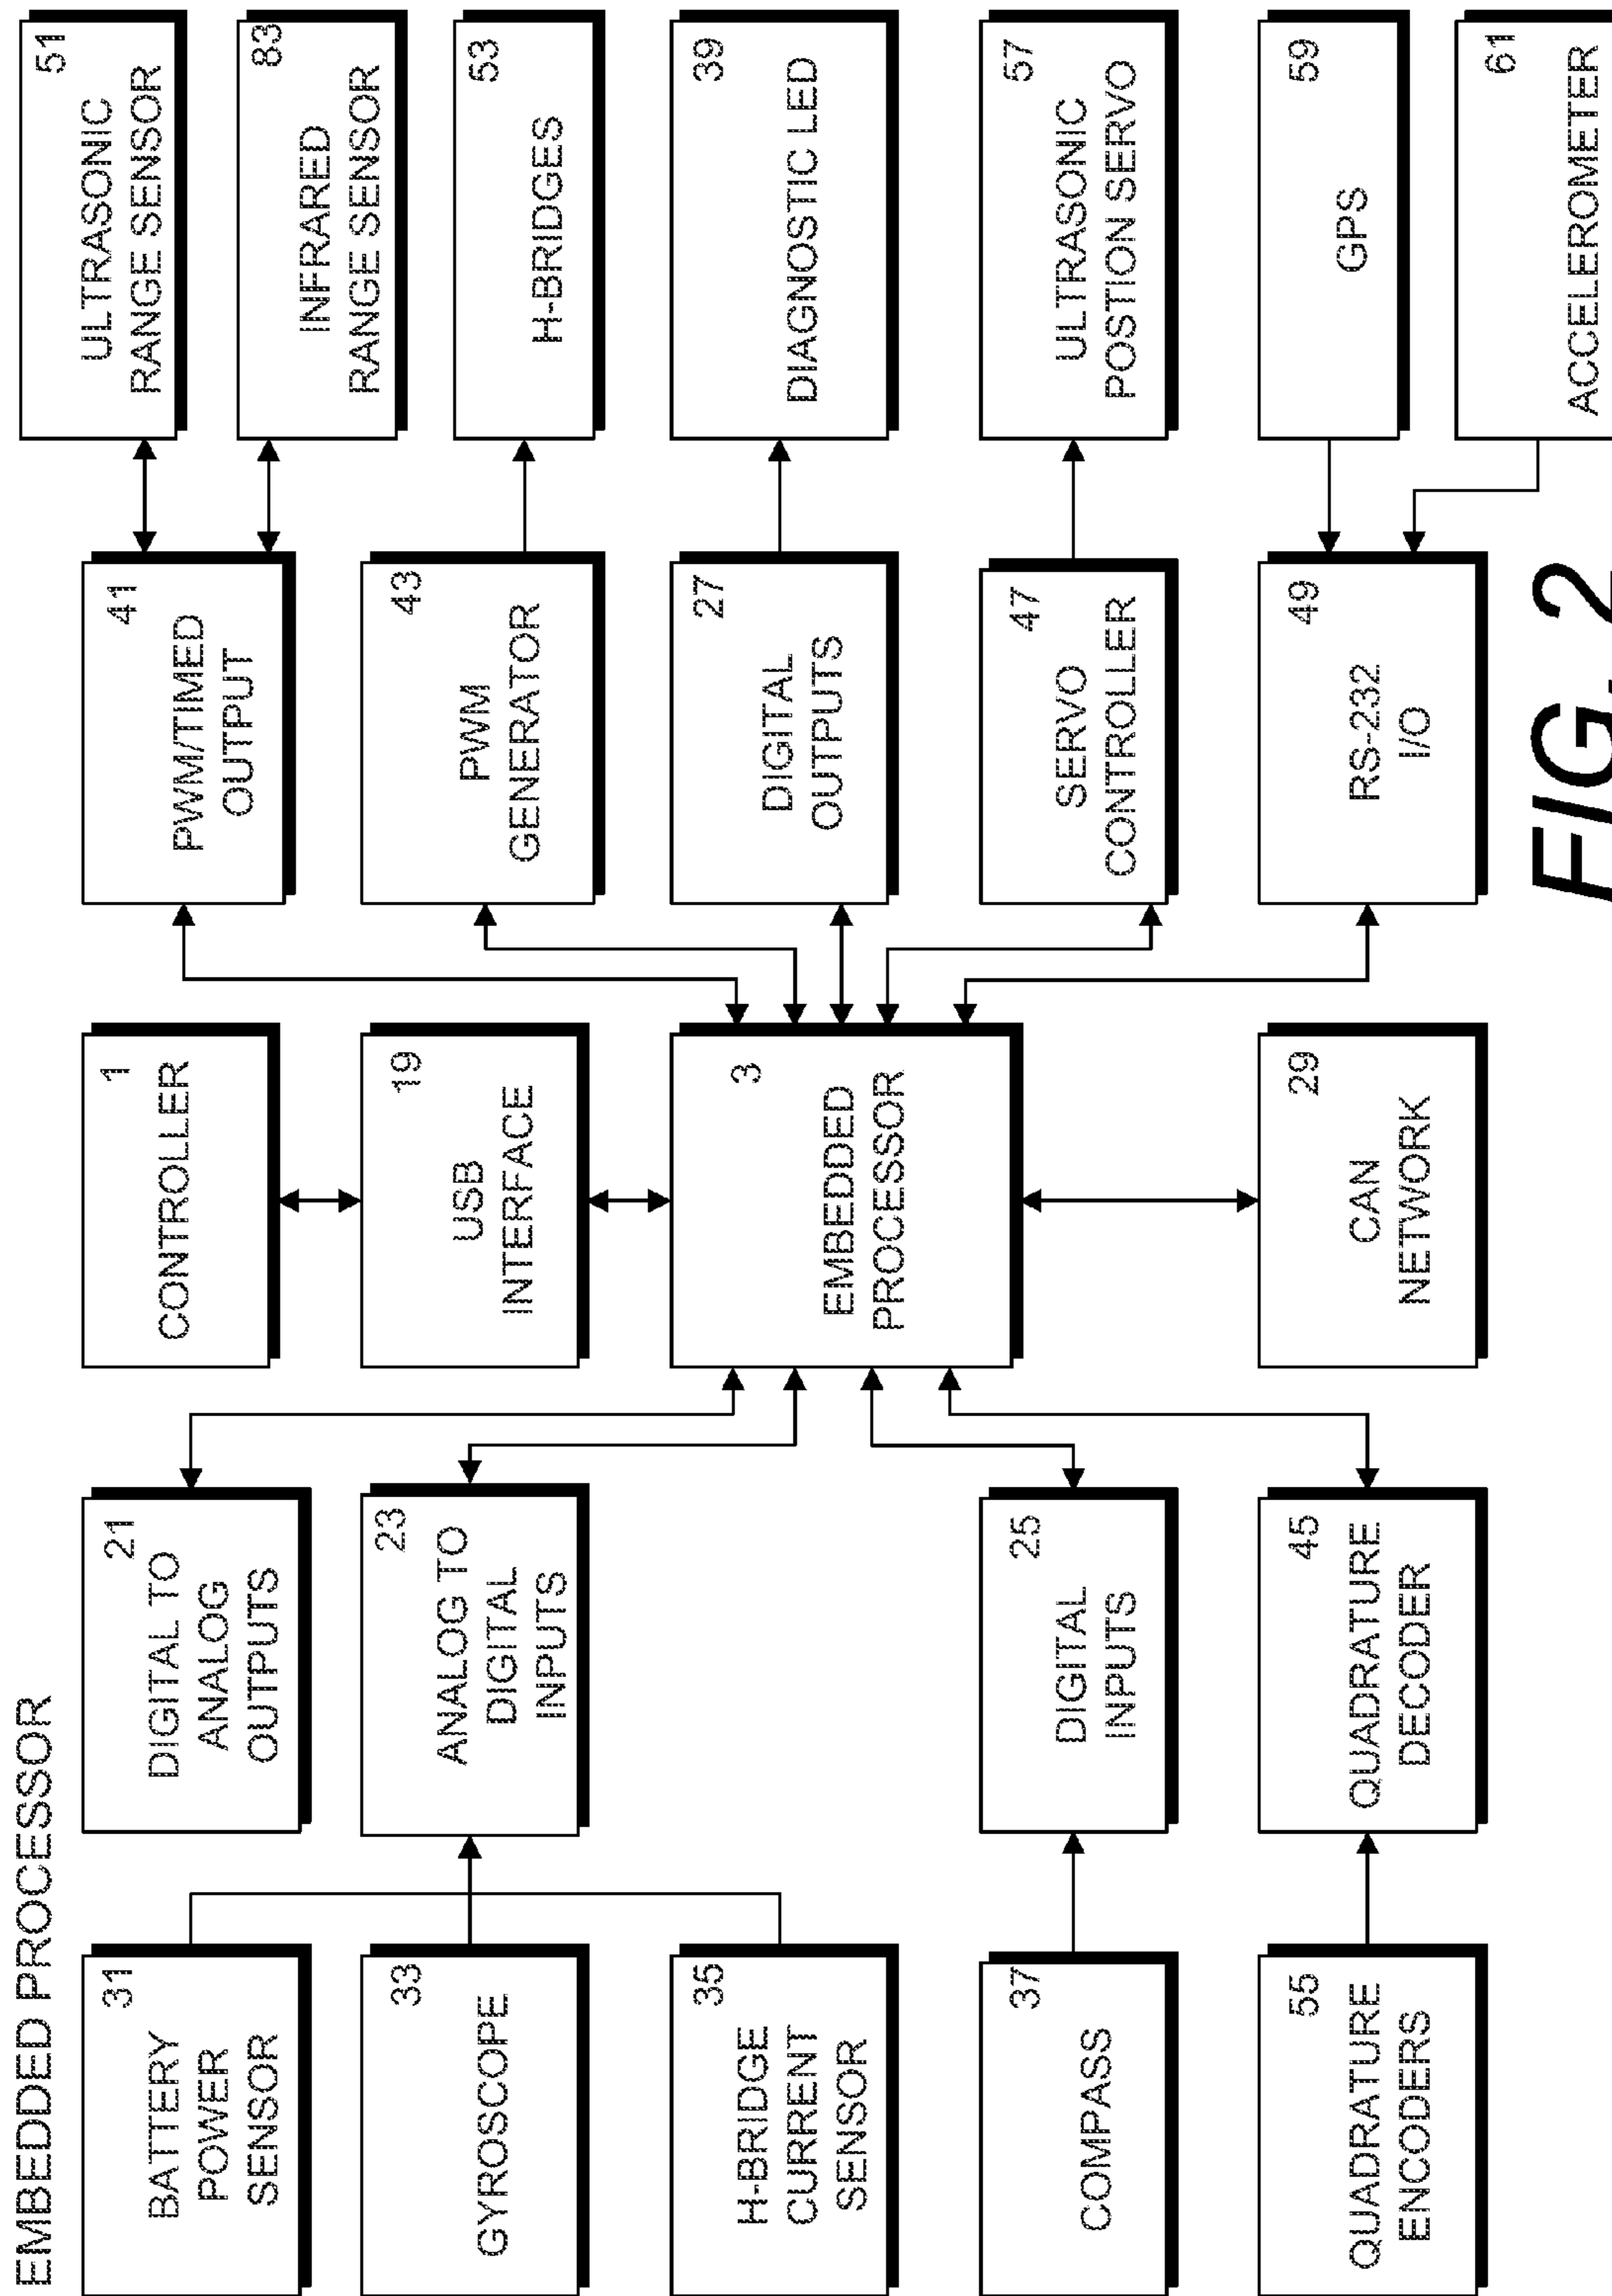 EMBEDDED PROCESSOR
31
BATTERY
POWER
SENSOR
33
GYROSCOPE
35
H-BRIDGE
CURRENT
SENSOR
37
COMPASS
55
QUADRATURE
ENCODERS
21
DIGITAL TO
ANALOG
OUTPUTS
23
ANALOG TO
DIGITAL
INPUTS
25
DIGITAL
INPUTS
45
QUADRATURE
DECODER
1
CONTROLLER
19
USB
INTERFACE
3
EMBEDDED
PROCESSOR
29
CAN
NETWORK
41
PWM/TIMED
OUTPUT
43
PWM
GENERATOR
27
DIGITAL
OUTPUTS
47
SERVO
CONTROLLER
49
RS-232
I/O
51
ULTRASONIC
RANGE SENSOR
83
INFRARED
RANGE SENSOR
53
H-BRIDGES
39
DIAGNOSTIC LED
57
ULTRASONIC
POSTION SERVO
59
GPS
61
ACCELEROMETER
FIG. 2